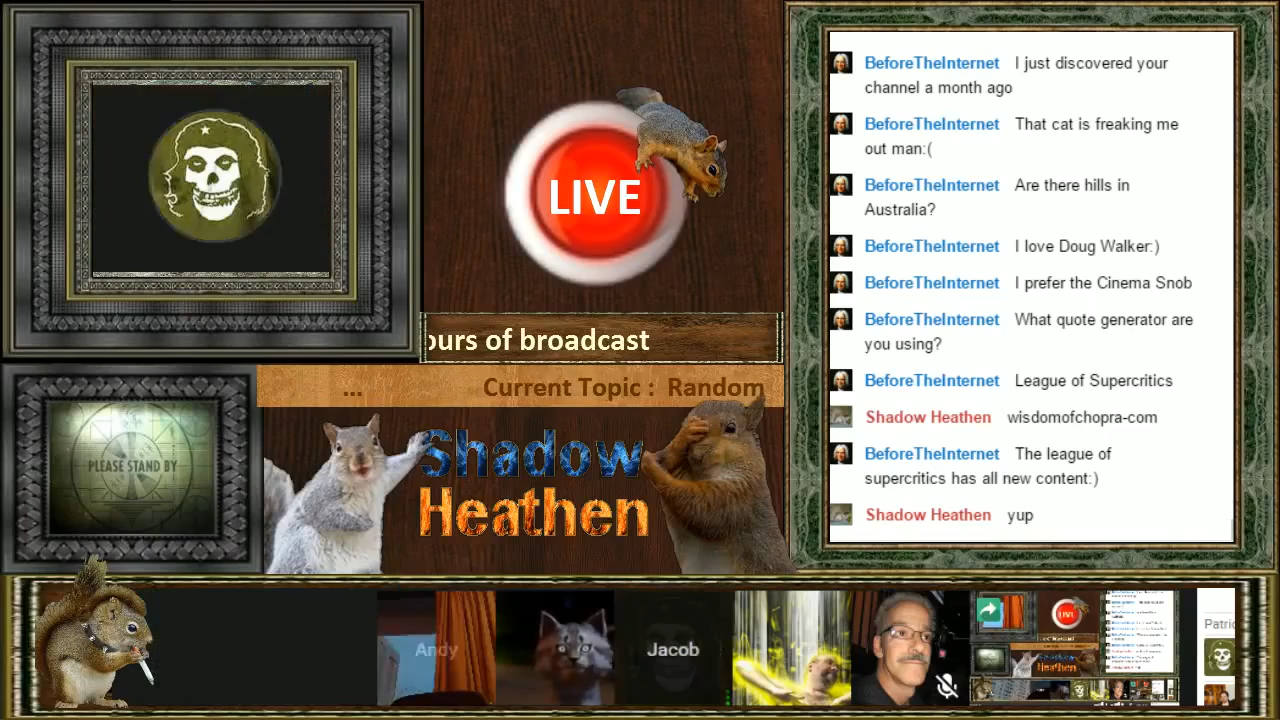 LIVE
ours of broadcast
... Current Topic : Random
PLEASE STAND BY
Shadow
Heathen
BeforeTheInternet I just discovered your
channel a month ago
BeforeTheInternet That cat is freaking me
out man:(
BeforeTheInternet Are there hills in
Australia?
BeforeTheInternet I love Doug Walker:)
BeforeTheInternet I prefer the Cinema Snob
BeforeTheInternet What quote generator are
you using?
BeforeTheInternet League of Supercritics
Shadow Heathen wisdomofchopra-com
BeforeTheInternet The league of
supercritics has all new content:)
Shadow Heathen yup
Jacob
LIVE
Heathen
Patric